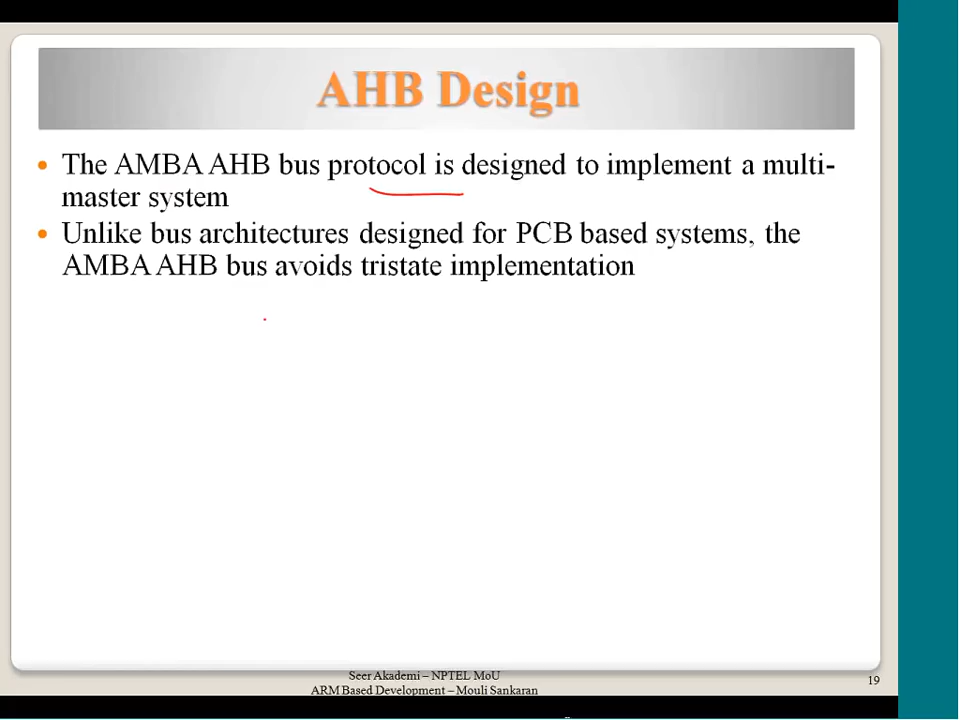 AHB Design
• The AMBA AHB bus protocol is designed to implement a multi-
master system
• Unlike bus architectures designed for PCB based systems, the
AMBA AHB bus avoids tristate implementation
Seer Akademi – NPTEL MoU
ARM Based Development – Mouli Sankaran
19